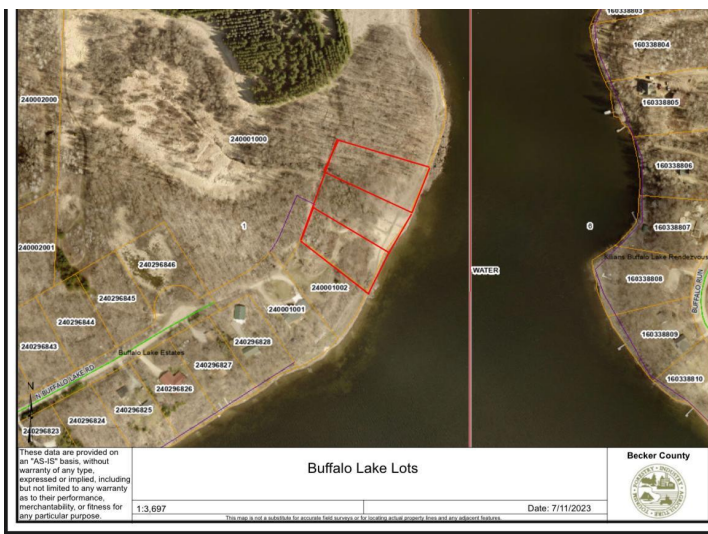 160338803
160338804
240002000
160338805
240001000
160338806
1
6
160338807
240002001
Kilians Buffalo Lake Rendezvous
240296846
WATER
160338808
BUFFALO RUN
240001002
240296845
240001001
240296844
160338809
240296828
240296843
Buffalo Lake Estates
240296827
160338810
N BUFFALO LAKE RD
240296826
N
240296825
240296824
240296823
These data are provided on
an "AS-IS" basis, without
warranty of any type,
expressed or implied, including
but not limited to any warranty
as to their performance,
merchantability, or fitness for
any particular purpose.
Buffalo Lake Lots
1:3,697
Date: 7/11/2023
This map is not a substitute for accurate field surveys or for locating actual property lines and any adjacent features.
Becker County